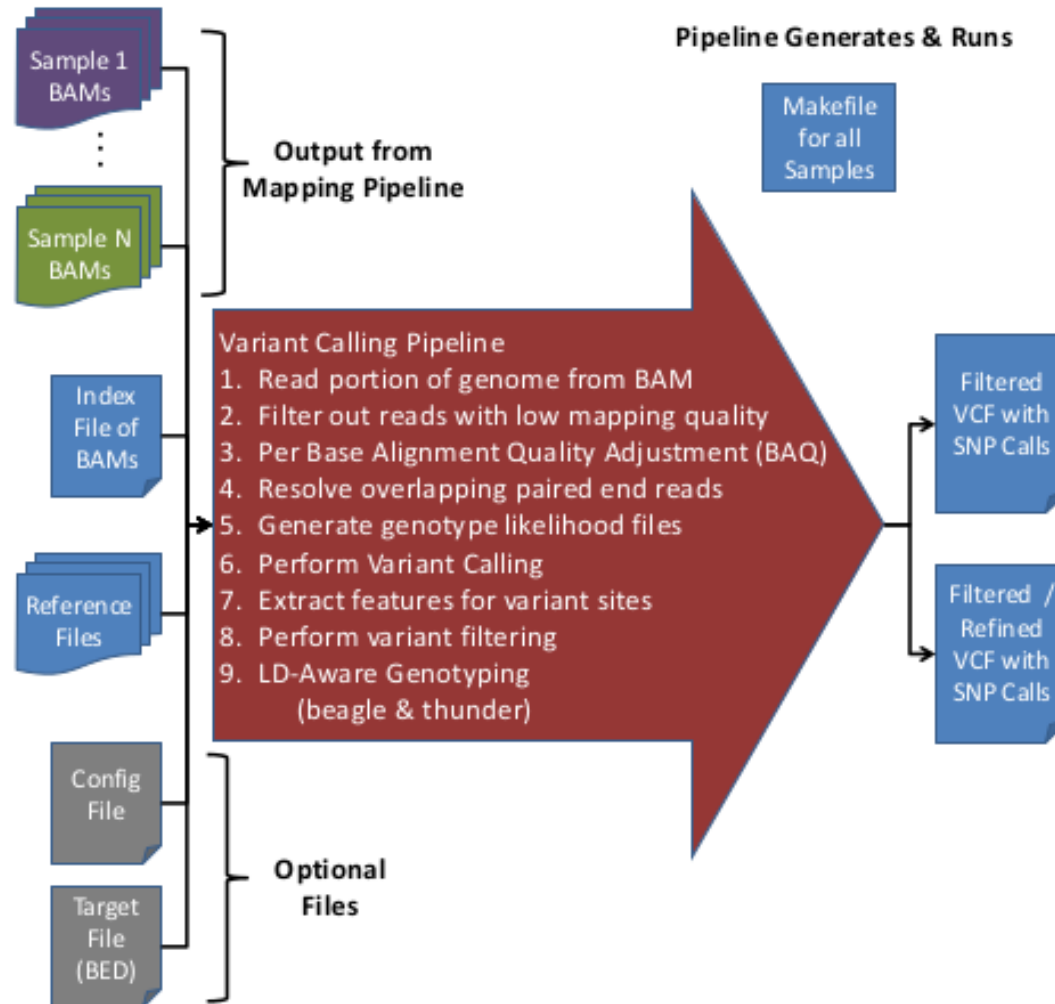 Sample 1
BAMs
⋮
Sample N
BAMs
Output from
Mapping Pipeline
Pipeline Generates & Runs
Makefile
for all
Samples
Index
File of
BAMs
Reference
Files
Config
File
Target
File
(BED)
Optional
Files
Variant Calling Pipeline
1. Read portion of genome from BAM
2. Filter out reads with low mapping quality
3. Per Base Alignment Quality Adjustment (BAQ)
4. Resolve overlapping paired end reads
5. Generate genotype likelihood files
6. Perform Variant Calling
7. Extract features for variant sites
8. Perform variant filtering
9. LD-Aware Genotyping
(beagle & thunder)
Filtered
VCF with
SNP Calls
Filtered /
Refined
VCF with
SNP Calls